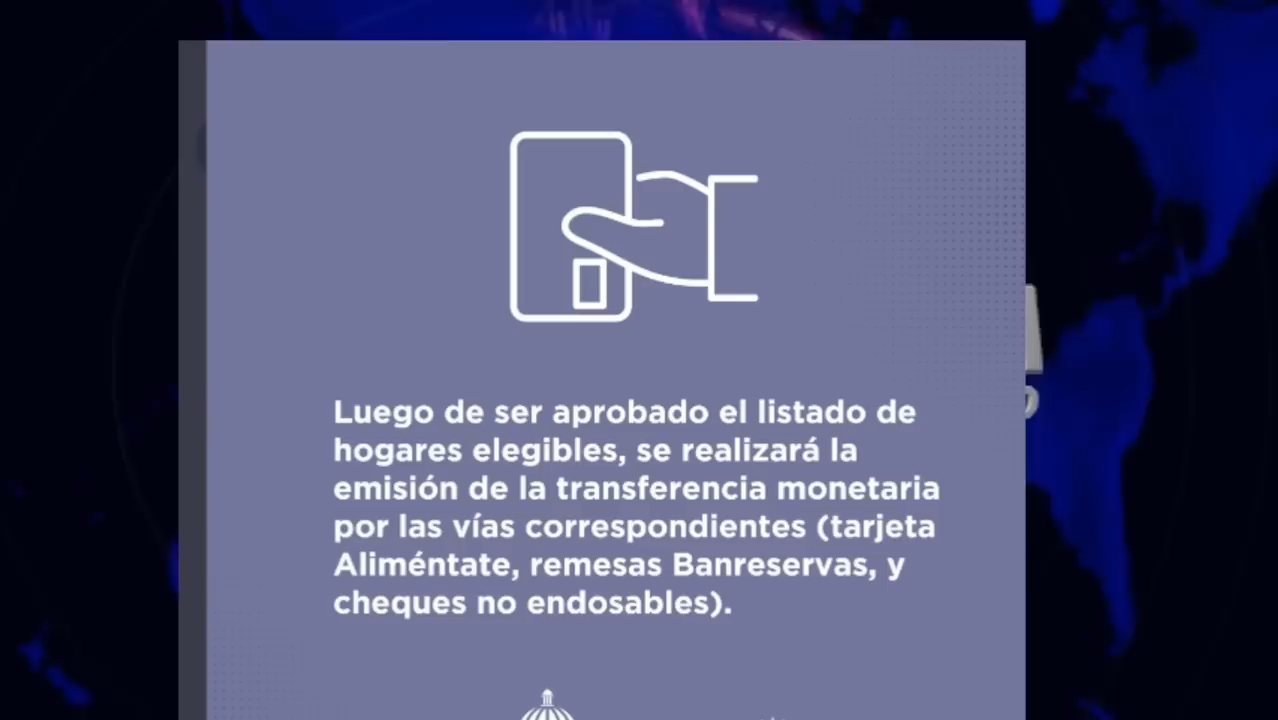 Luego de ser aprobado el listado de
hogares elegibles, se realizará la
emisión de la transferencia monetaria
por las vías correspondientes (tarjeta
Aliméntate, remesas Banreservas, y
cheques no endosables).